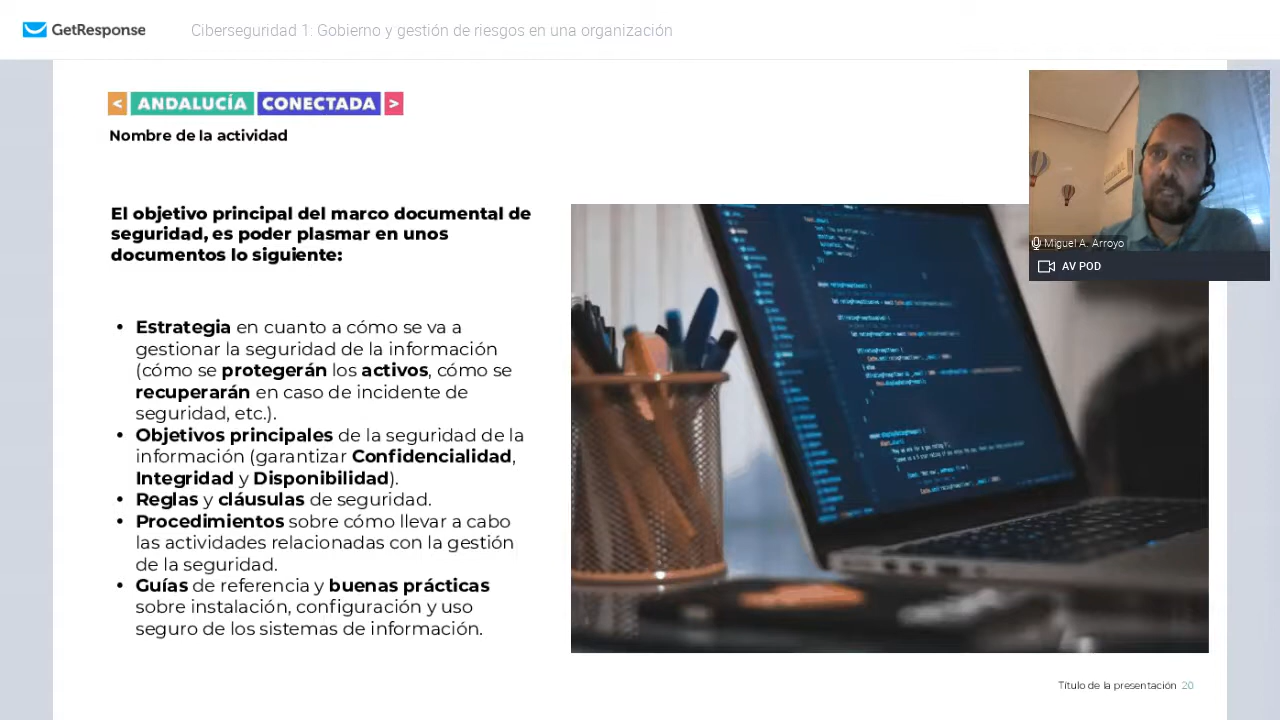 GetResponse
Ciberseguridad 1: Gobierno y gestión de riesgos en una organización
< ANDALUCÍA CONECTADA >
Nombre de la actividad
El objetivo principal del marco documental de
seguridad, es poder plasmar en unos
documentos lo siguiente:
• Estrategia en cuanto a cómo se va a
gestionar la seguridad de la información
(cómo se protegerán los activos, cómo se
recuperarán en caso de incidente de
seguridad, etc.).
• Objetivos principales de la seguridad de la
información (garantizar Confidencialidad,
Integridad y Disponibilidad).
• Reglas y cláusulas de seguridad.
• Procedimientos sobre cómo llevar a cabo
las actividades relacionadas con la gestión
de la seguridad.
• Guías de referencia y buenas prácticas
sobre instalación, configuración y uso
seguro de los sistemas de información.
Miguel A. Arroyo
AV POD
Título de la presentación 20